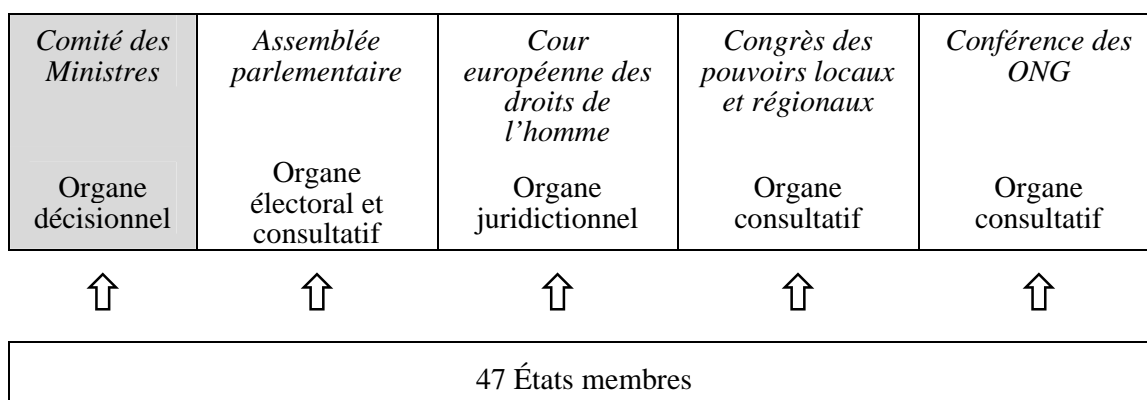 Comité des
Ministres
Organe
décisionnel
Assemblée
parlementaire
Organe
électoral et
consultatif
Cour
européenne des
droits de
l’homme
Organe
juridictionnel
Congrès des
pouvoirs locaux
et régionaux
Organe
consultatif
Conférence des
ONG
Organe
consultatif
47 États membres